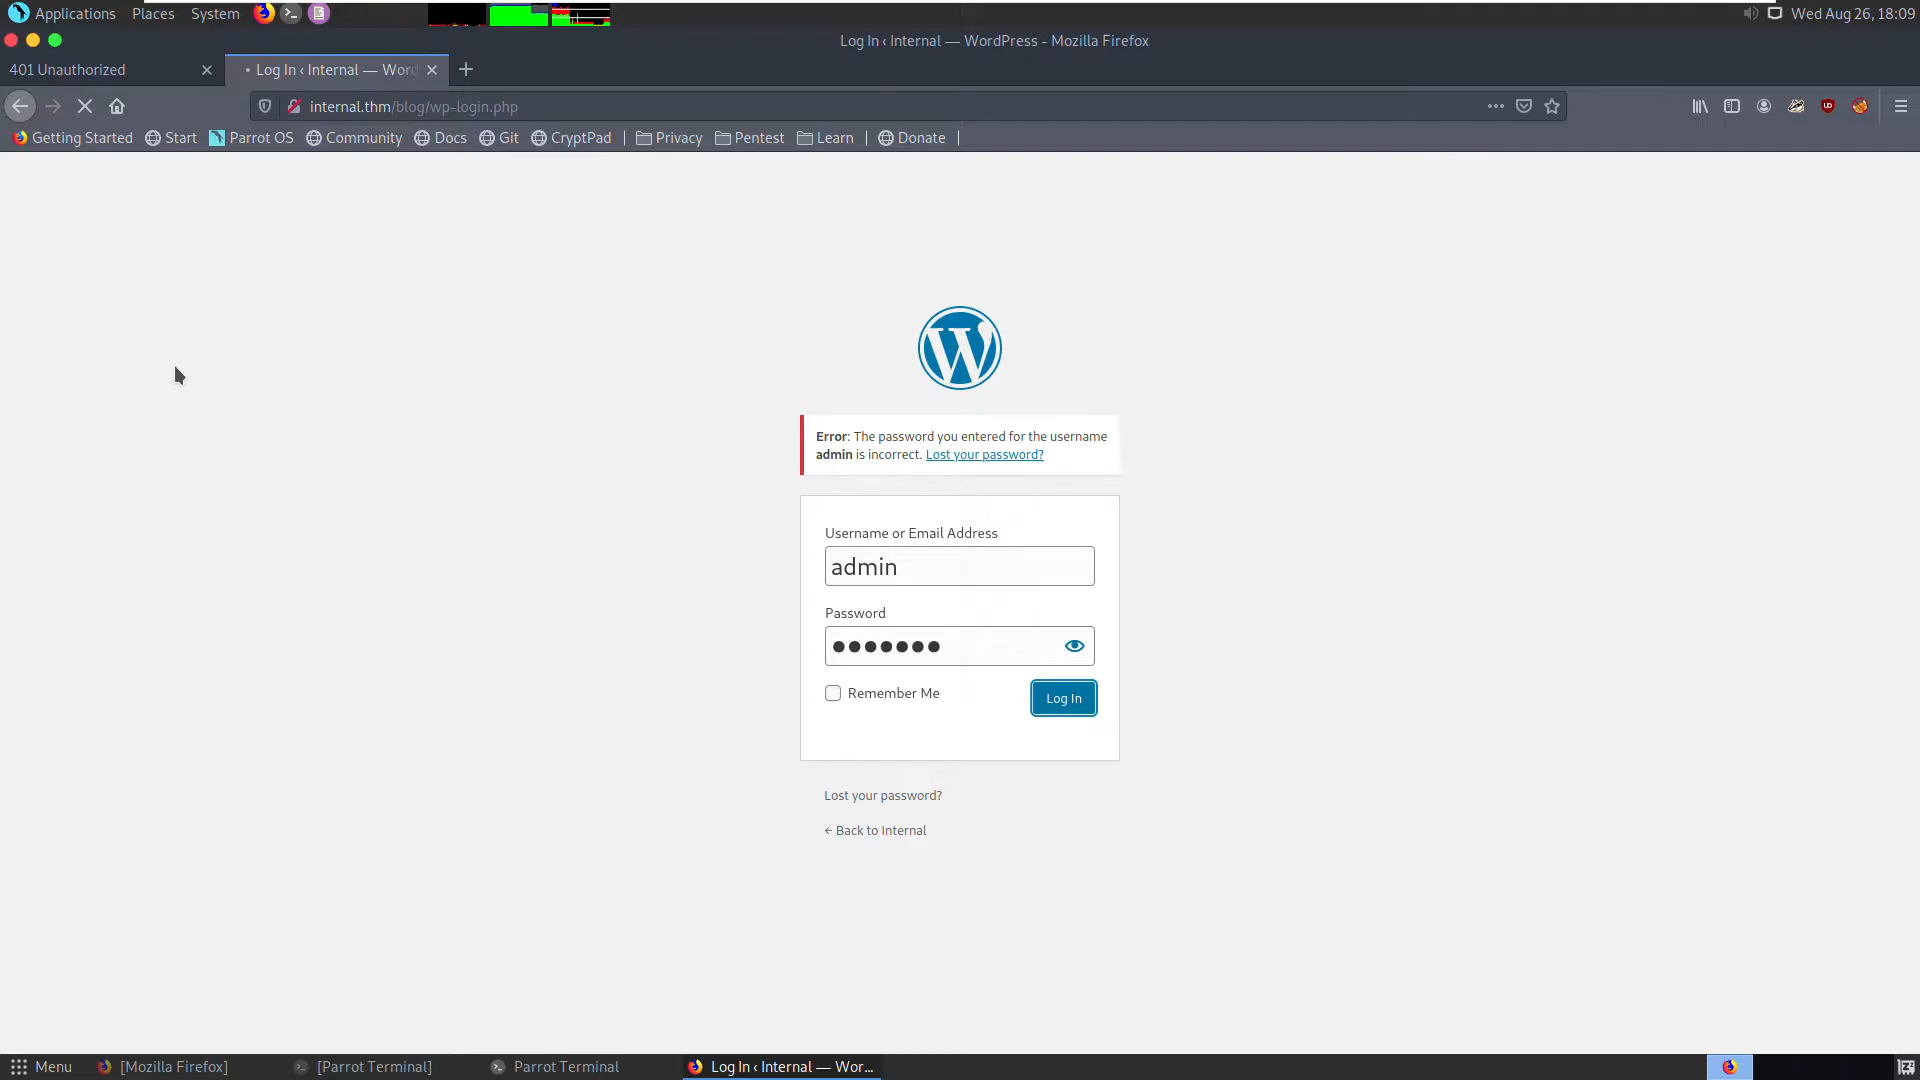 Applications Places System Wed Aug 26, 18:09
Log In ‹ Internal — WordPress - Mozilla Firefox
401 Unauthorized • Log In ‹ Internal — Word
internal.thm/blog/wp-login.php
Getting Started Start Parrot OS Community Docs Git CryptPad | Privacy Pentest Learn | Donate |
Error: The password you entered for the username
admin is incorrect. Lost your password?
Username or Email Address
admin
Password
Remember Me Log In
Lost your password?
← Back to Internal
Menu [Mozilla Firefox] [Parrot Terminal] Parrot Terminal Log In ‹ Internal — Wor...